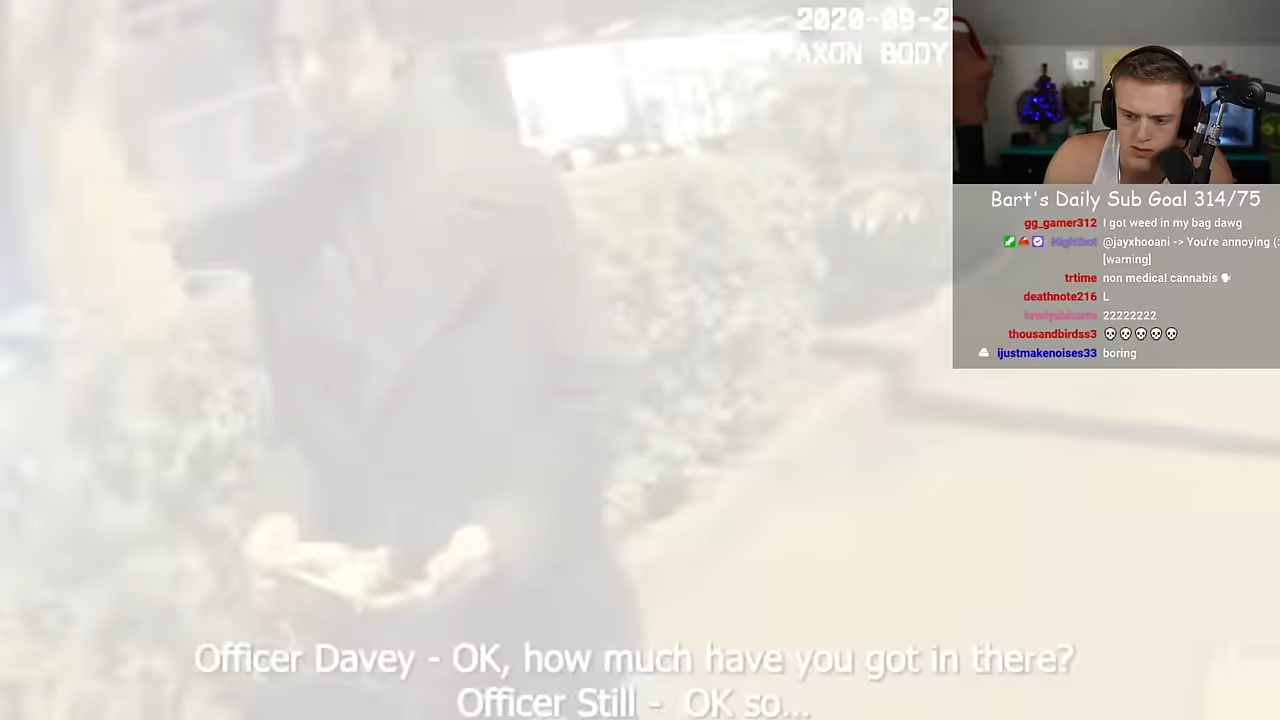 2020-09-2
AXON BODY
Bart's Daily Sub Goal 314/75
gg_gamer312 I got weed in my bag dawg
Nightbot @jayxhooani -> You're annoying (:
[warning]
trtime non medical cannabis
deathnote216 L
22222222
thousandbirdss3
ijustmakenoises33 boring
Officer Davey - OK, how much have you got in there?
Officer Still - OK so...